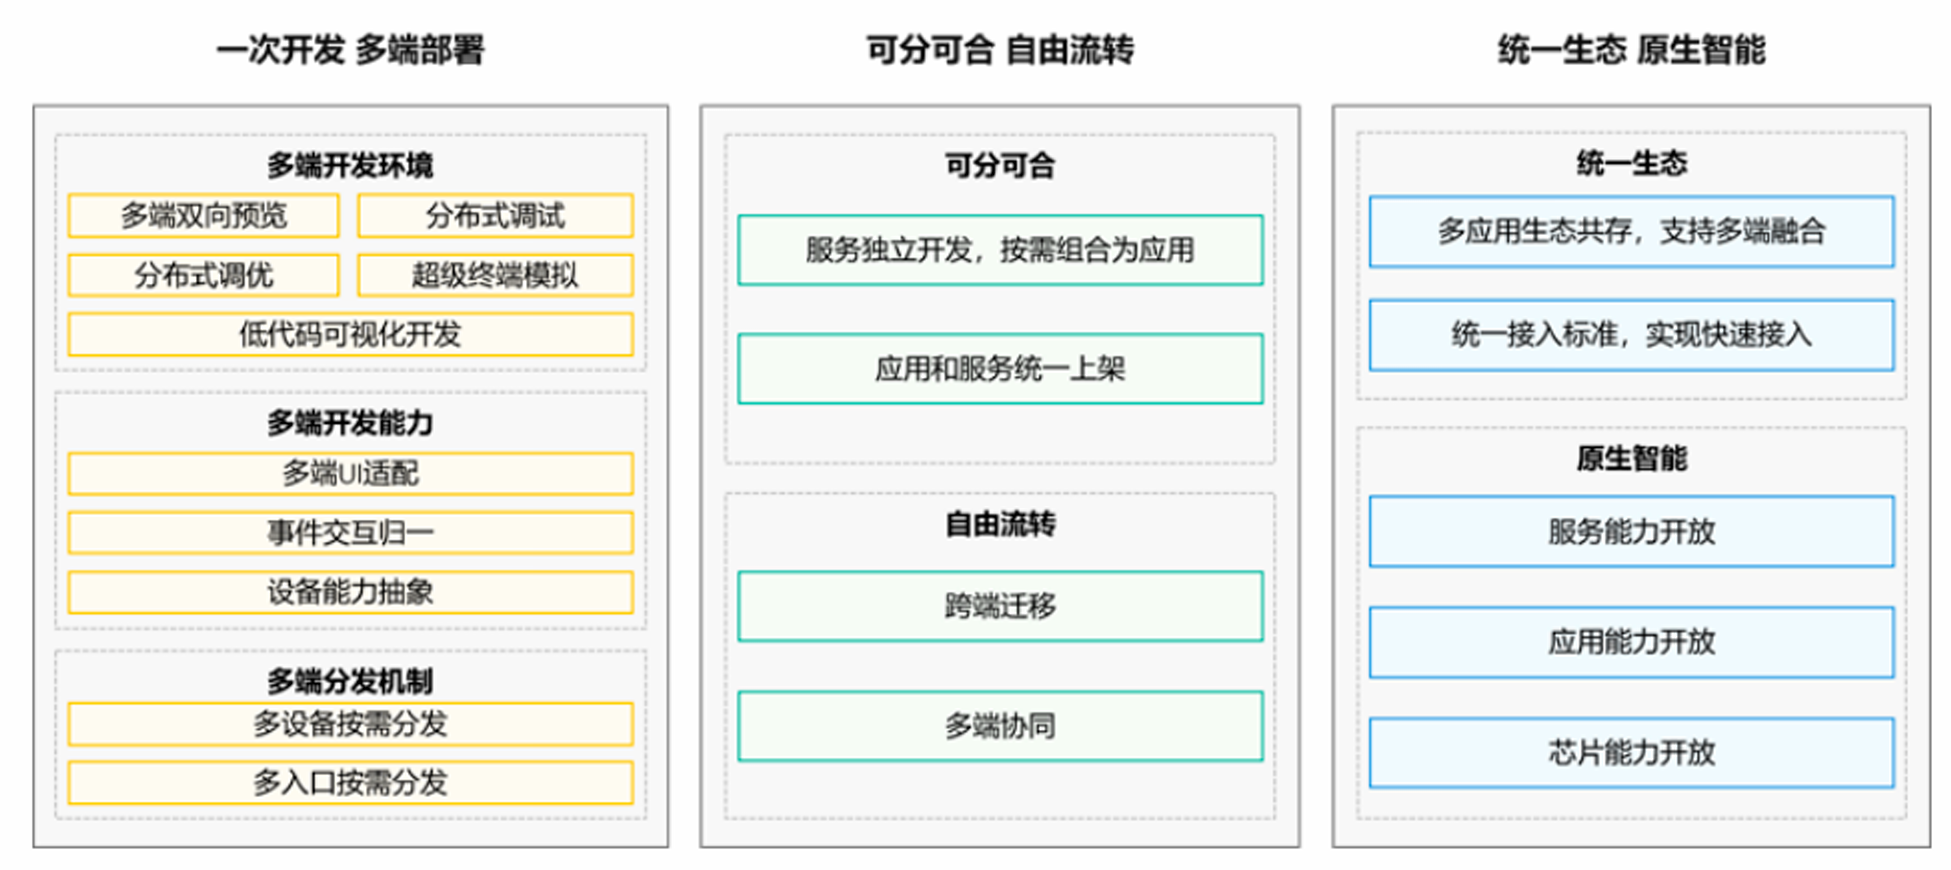 一次开发 多端部署
多端开发环境
多端双向预览
分布式调试
分布式调优
超级终端模拟
低代码可视化开发
多端开发能力
多端UI适配
事件交互归一
设备能力抽象
多端分发机制
多设备按需分发
多入口按需分发
可分可合 自由流转
可分可合
服务独立开发，按需组合为应用
应用和服务统一上架
自由流转
跨端迁移
多端协同
统一生态 原生智能
统一生态
多应用生态共存，支持多端融合
统一接入标准，实现快速接入
原生智能
服务能力开放
应用能力开放
芯片能力开放